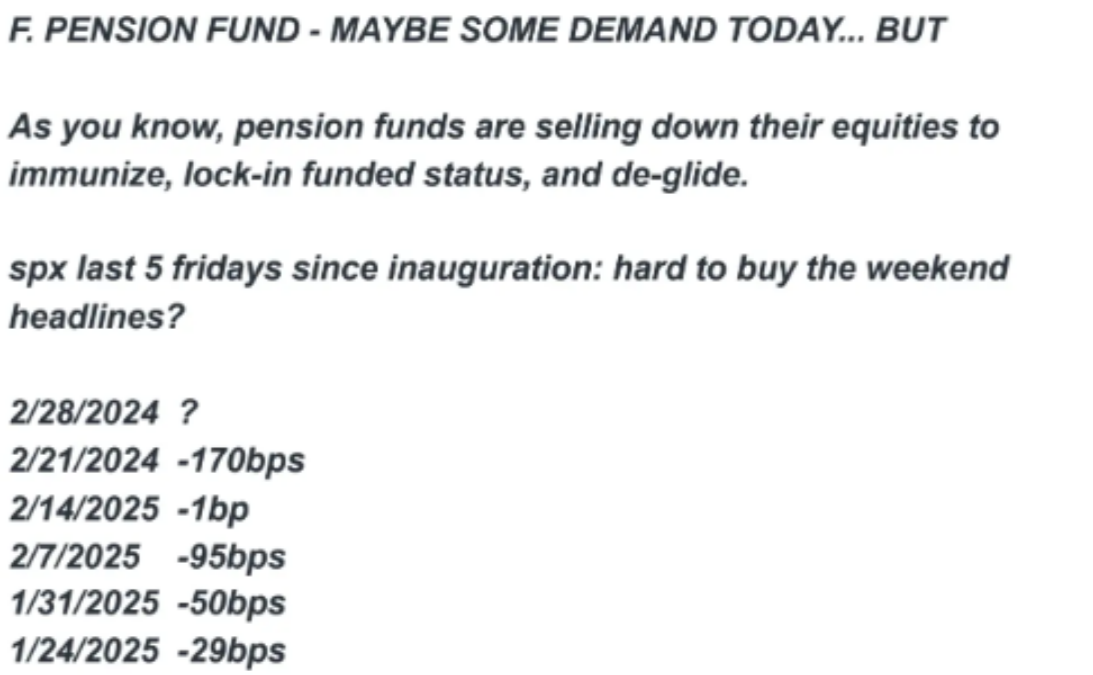 F. PENSION FUND - MAYBE SOME DEMAND TODAY... BUT
As you know, pension funds are selling down their equities to
immunize, lock-in funded status, and de-glide.
spx last 5 fridays since inauguration: hard to buy the weekend
headlines?
2/28/2024 ?
2/21/2024 -170bps
2/14/2025 -1bp
2/7/2025 -95bps
1/31/2025 -50bps
1/24/2025 -29bps